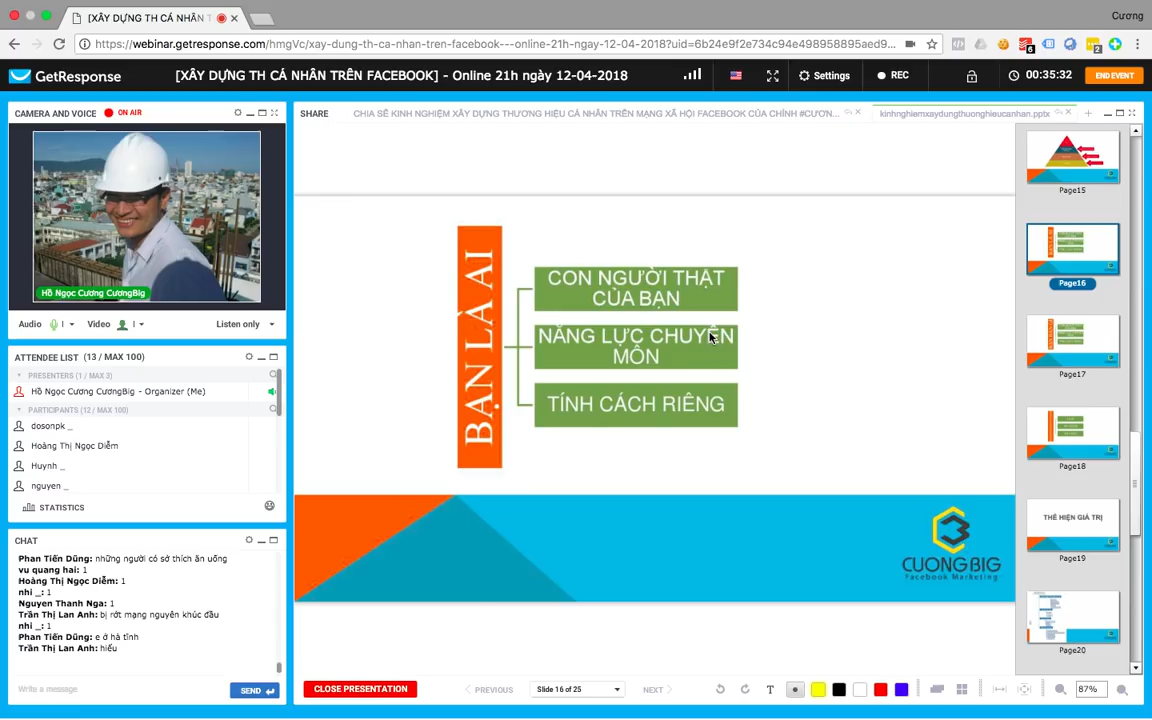 [XÂY DỰNG TH CÁ NHÂN T
Cương
https://webinar.getresponse.com/hmgVc/xay-dung-th-ca-nhan-tren-facebook---online-21h-ngay-12-04-2018?uid=6b24e9f2e734c94e498958895aed9...
6
2
GetResponse
[XÂY DỰNG TH CÁ NHÂN TRÊN FACEBOOK] - Online 21h ngày 12-04-2018
Settings
REC
00:35:32
END EVENT
CAMERA AND VOICE
ON AIR
SHARE
CHIA SẺ KINH NGHIỆM XÂY DỰNG THƯƠNG HIỆU CÁ NHÂN TRÊN MẠNG XÃ HỘI FACEBOOK CỦA CHÍNH #CƯƠN...
kinhnghiemxaydungthuonghieucanhan.pptx
Hồ Ngọc Cương CươngBig
Audio
Video
Listen only
ATTENDEE LIST (13 / MAX 100)
PRESENTERS (1 / MAX 3)
Hồ Ngọc Cương CươngBig - Organizer (Me)
PARTICIPANTS (12 / MAX 100)
dosonpk _
Hoàng Thị Ngọc Diễm
Huynh _
nguyen _
STATISTICS
CHAT
Phan Tiến Dũng: những người có sở thích ăn uống
vu quang hai: 1
Hoàng Thị Ngọc Diễm: 1
nhi _: 1
Nguyen Thanh Nga: 1
Trần Thị Lan Anh: bị rớt mạng nguyên khúc đầu
nhi _: 1
Phan Tiến Dũng: e ở hà tĩnh
Trần Thị Lan Anh: hiểu
Write a message
SEND
BẠN LÀ AI
CON NGƯỜI THẬT
CỦA BẠN
NĂNG LỰC CHUYÊN
MÔN
TÍNH CÁCH RIÊNG
CUONGBIG
Facebook Marketing
Page15
Page16
Page17
Page18
THỂ HIỆN GIÁ TRỊ
Page19
Page20
CLOSE PRESENTATION
PREVIOUS
Slide 16 of 25
NEXT
T
87%